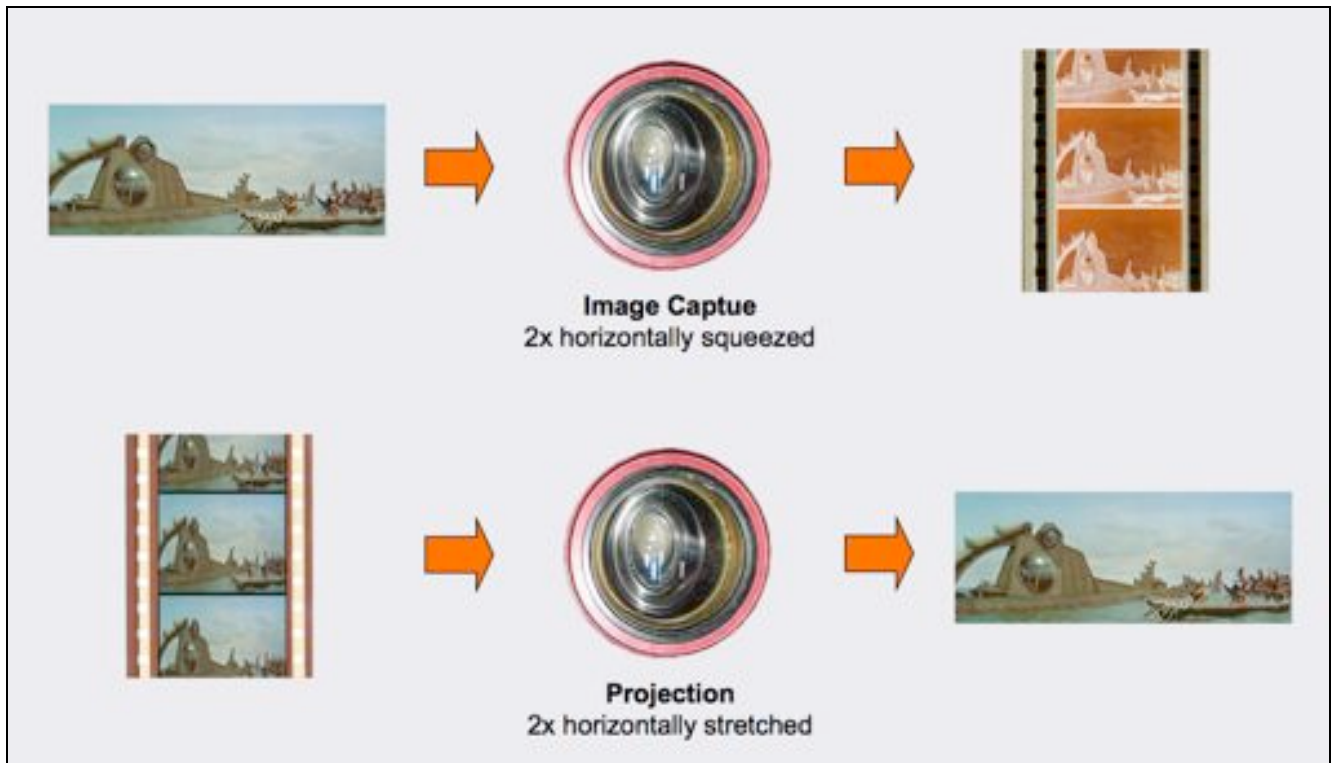 Image Captue
2x horizontally squeezed
Projection
2x horizontally stretched